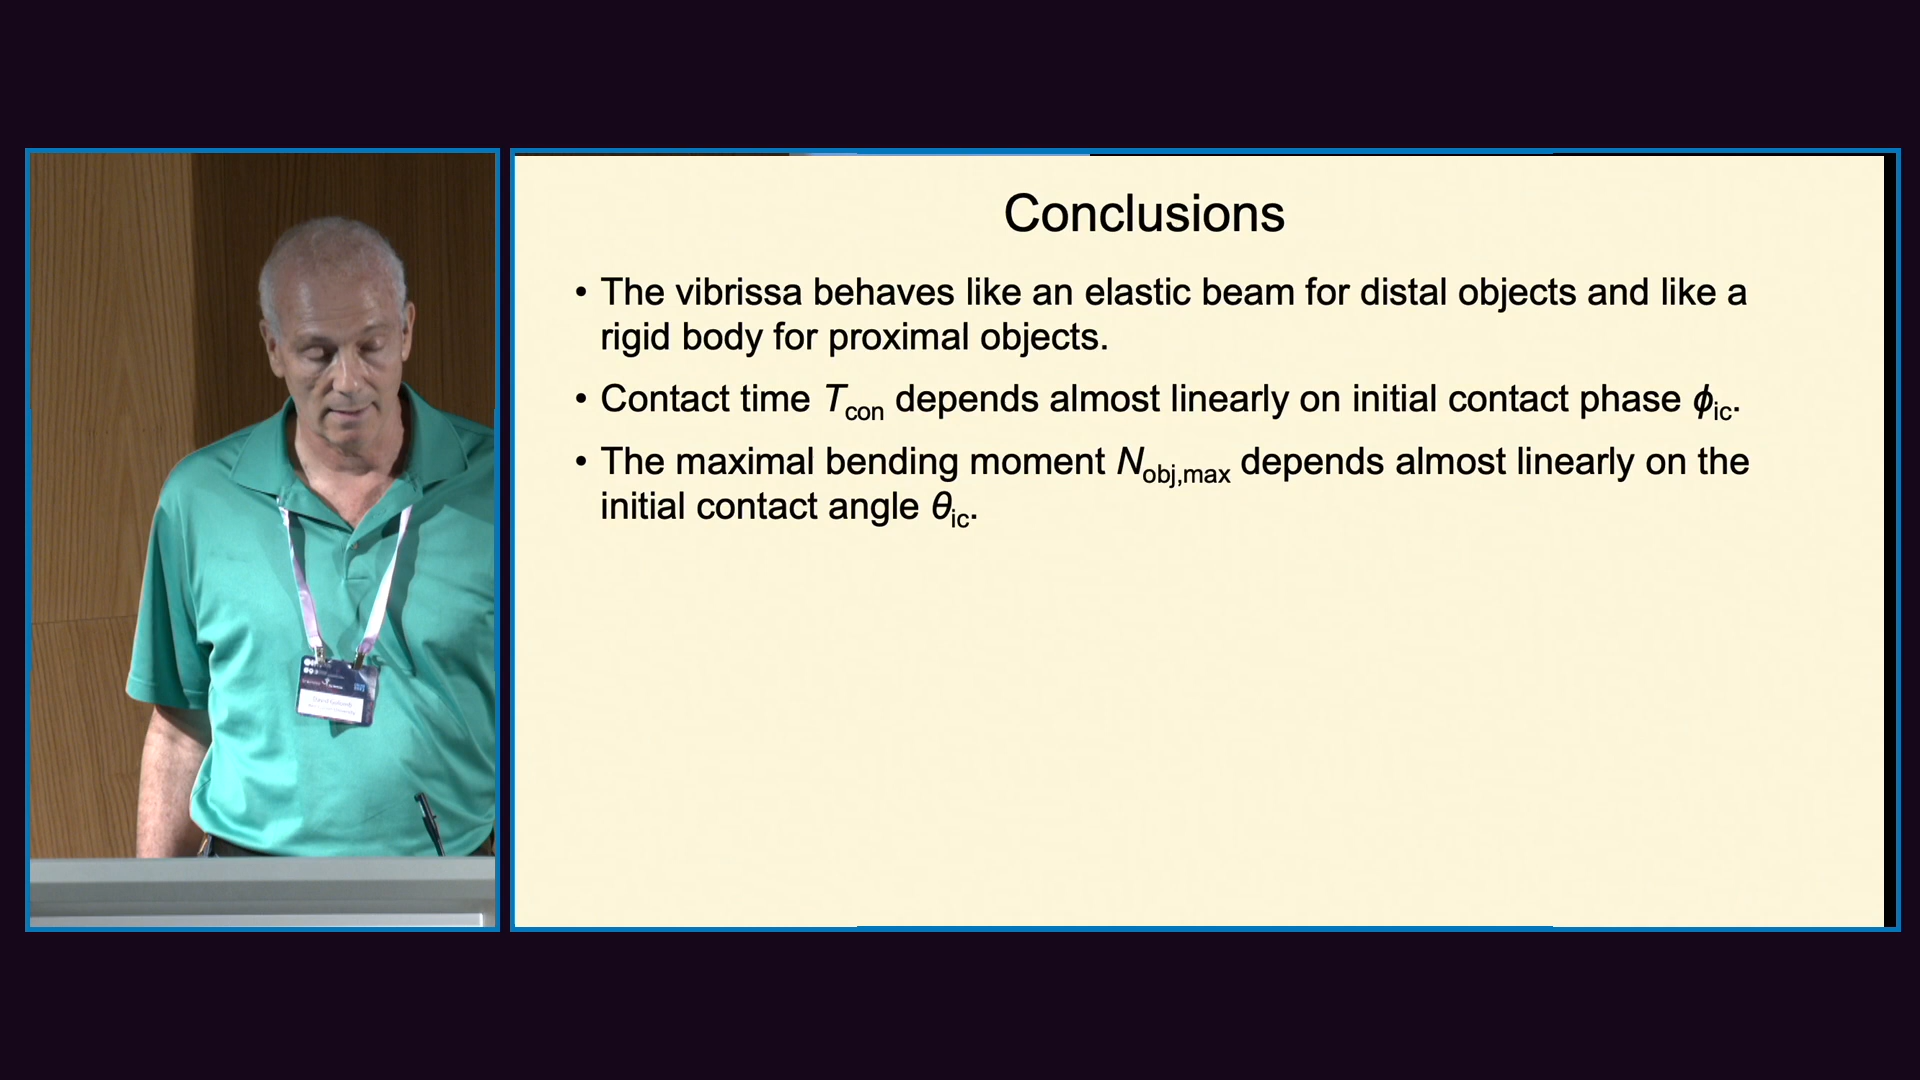 Conclusions
• The vibrissa behaves like an elastic beam for distal objects and like a
rigid body for proximal objects.
• Contact time Tcon depends almost linearly on initial contact phase ϕic.
• The maximal bending moment Nobj,max depends almost linearly on the
initial contact angle θic.